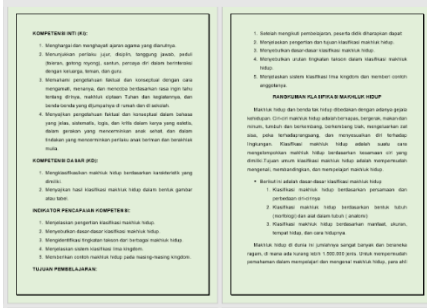 KOMPETENSI INTI (KI):
1. Menghargai dan menghayati ajaran agama yang dianutnya.
2. Menunjukkan perilaku jujur, disiplin, tanggung jawab, peduli
(toleran, gotong royong), santun, percaya diri dalam berinteraksi
dengan keluarga, teman, dan guru.
3. Memahami pengetahuan faktual dan konseptual dengan cara
mengamati, menanya, dan mencoba berdasarkan rasa ingin tahu
tentang dirinya, makhluk ciptaan Tuhan dan kegiatannya, dan
benda-benda yang dijumpainya di rumah dan di sekolah.
4. Menyajikan pengetahuan faktual dan konseptual dalam bahasa
yang jelas, sistematis, logis, dan kritis dalam karya yang estetis,
dalam gerakan yang mencerminkan anak sehat, dan dalam
tindakan yang mencerminkan perilaku anak beriman dan berakhlak
mulia
KOMPETENSI DASAR (KD):
1. Mengklasifikasikan makhluk hidup berdasarkan karakteristik yang
dimiliki.
2. Menyajikan hasil klasifikasi makhluk hidup dalam bentuk gambar
atau tabel.
INDIKATOR PENCAPAIAN KOMPETENSI:
1. Menjelaskan pengertian klasifikasi makhluk hidup.
2. Menyebutkan dasar-dasar klasifikasi makhluk hidup.
3. Mengidentifikasi tingkatan takson dari berbagai makhluk hidup.
4. Menjelaskan sistem klasifikasi lima kingdom.
5. Memberikan contoh makhluk hidup pada masing-masing kingdom.
TUJUAN PEMBELAJARAN:
1. Setelah mengikuti pembelajaran, peserta didik diharapkan dapat:
2. Menjelaskan pengertian dan tujuan klasifikasi makhluk hidup.
3. Menyebutkan dasar-dasar klasifikasi makhluk hidup.
4. Menyebutkan urutan tingkatan takson dalam klasifikasi makhluk
hidup.
5. Menjelaskan sistem klasifikasi lima kingdom dan memberi contoh
anggotanya.
RANGKUMAN KLASIFIKASI MAKHLUK HIDUP
Makhluk hidup dan benda tak hidup dibedakan dengan adanya gejala
kehidupan. Ciri-ciri makhluk hidup adalah bernapas, bergerak, makan dan
minum, tumbuh dan berkembang, berkembang biak, mengeluarkan zat
sisa, peka terhadap rangsang, dan menyesuaikan diri terhadap
lingkungan. Klasifikasi makhluk hidup adalah suatu cara
mengelompokkan makhluk hidup berdasarkan kesamaan ciri yang
dimiliki. Tujuan umum klasifikasi makhluk hidup adalah mempermudah
mengenali, membandingkan, dan mempelajari makhluk hidup.
• Berikut ini adalah dasar-dasar klasifikasi makhluk hidup:
1. Klasifikasi makhluk hidup berdasarkan persamaan dan
perbedaan ciri-cirinya.
2. Klasifikasi makhluk hidup berdasarkan bentuk tubuh
(morfologi) dan alat dalam tubuh (anatomi)
3. Klasifikasi makhluk hidup berdasarkan manfaat, ukuran,
tempat hidup, dan cara hidupnya.
Makhluk hidup di dunia ini jumlahnya sangat banyak dan beraneka
ragam, di mana ada kurang lebih 1.500.000 jenis. Untuk mempermudah
pemahaman dalam mempelajari dan mengenal makhluk hidup, para ahli